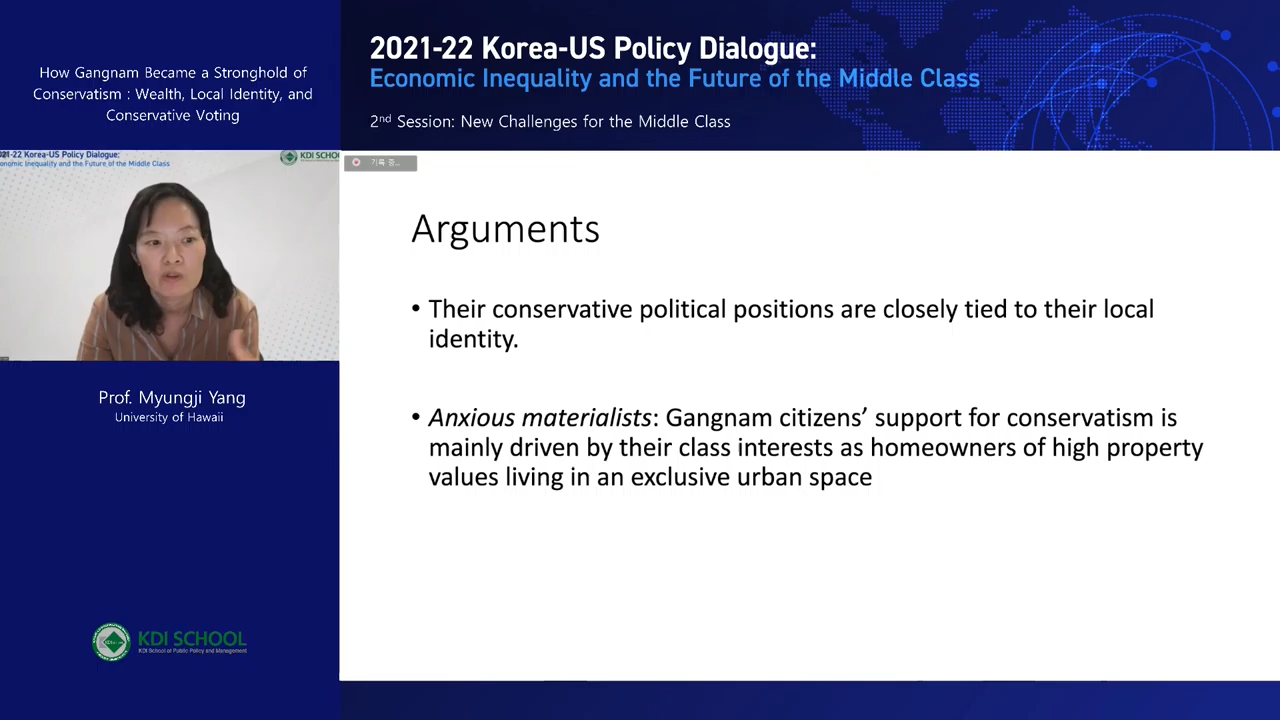 How Gangnam Became a Stronghold of
Conservatism : Wealth, Local Identity, and
Conservative Voting
2021-22 Korea-US Policy Dialogue:
Economic Inequality and the Future of the Middle Class
2nd Session: New Challenges for the Middle Class
21-22 Korea-US Policy Dialogue:
onomic Inequality and the Future of the Middle Class
KDI SCHOO
기록 중...
Arguments
• Their conservative political positions are closely tied to their local
identity.
• Anxious materialists: Gangnam citizens’ support for conservatism is
mainly driven by their class interests as homeowners of high property
values living in an exclusive urban space
Prof. Myungji Yang
University of Hawaii
KDI SCHOOL
KDI School of Public Policy and Management